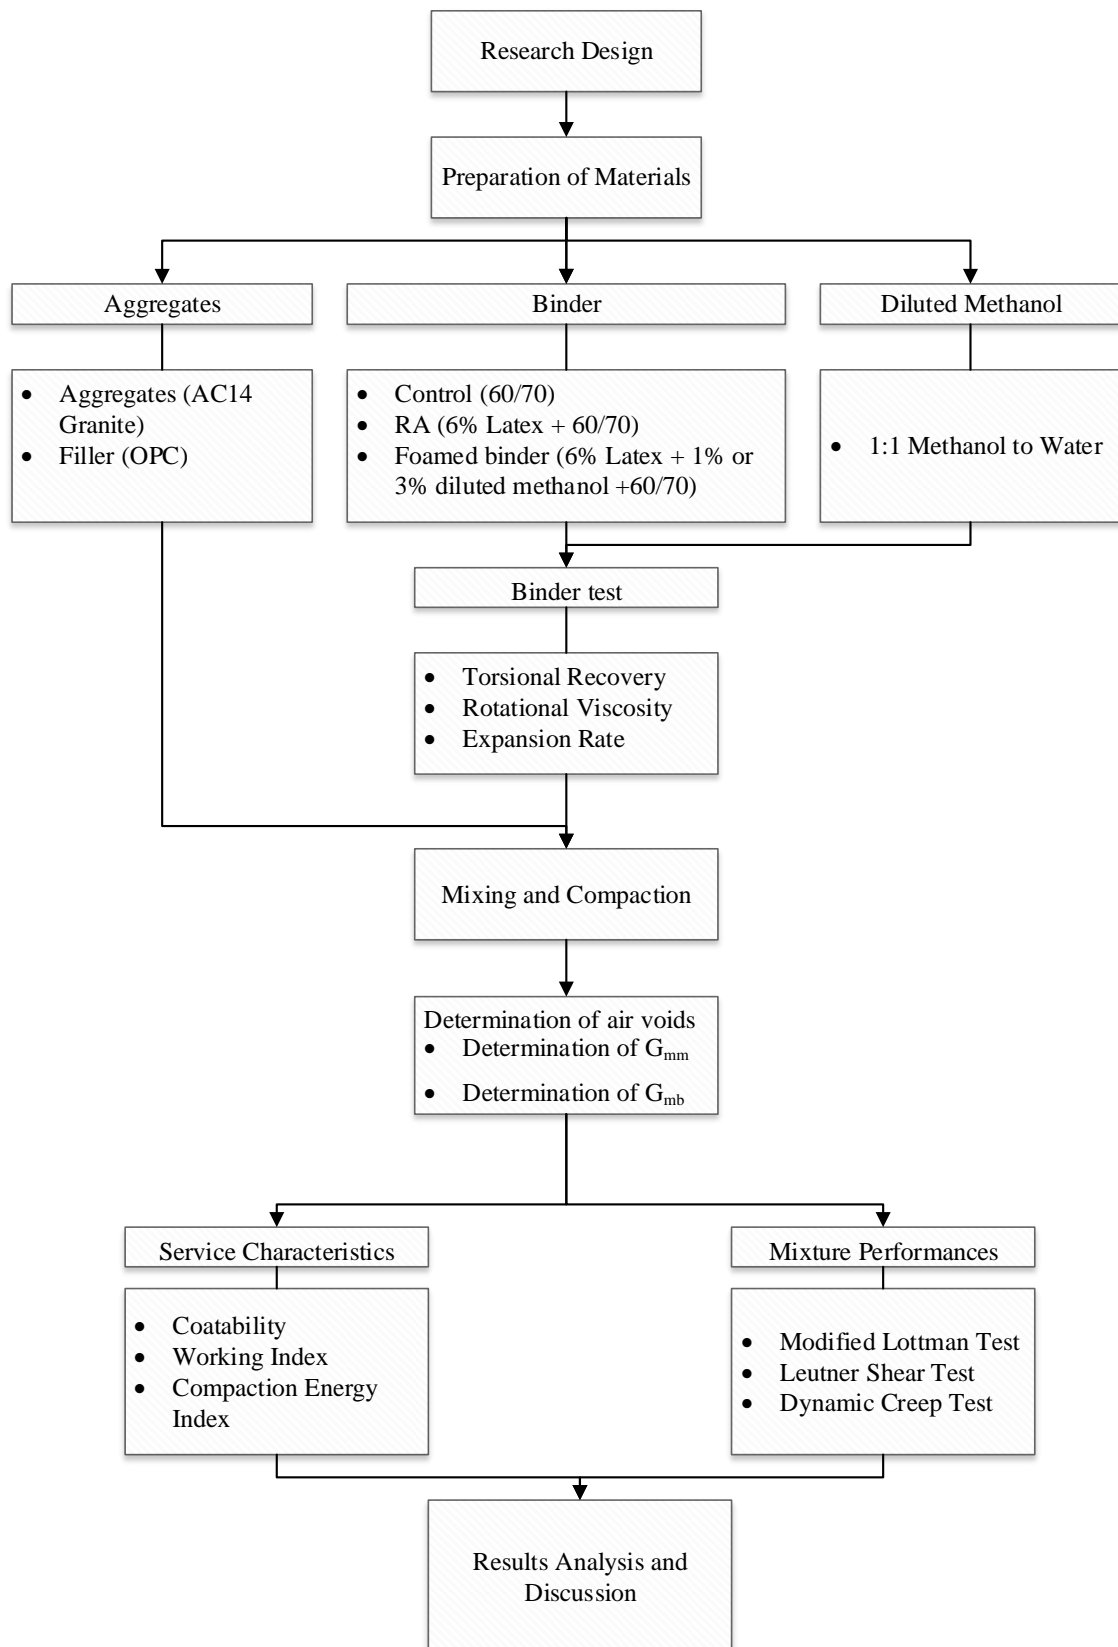 Research Design
Preparation of Materials
Aggregates
Binder
Diluted Methanol
• Aggregates (AC14
Granite)
• Filler (OPC)
• Control (60/70)
• RA (6% Latex + 60/70)
• Foamed binder (6% Latex + 1% or
3% diluted methanol +60/70)
• 1:1 Methanol to Water
Binder test
• Torsional Recovery
• Rotational Viscosity
• Expansion Rate
Mixing and Compaction
Determination of air voids
• Determination of Gmm
• Determination of Gmb
Service Characteristics
Mixture Performances
• Coatability
• Working Index
• Compaction Energy
Index
• Modified Lottman Test
• Leutner Shear Test
• Dynamic Creep Test
Results Analysis and
Discussion